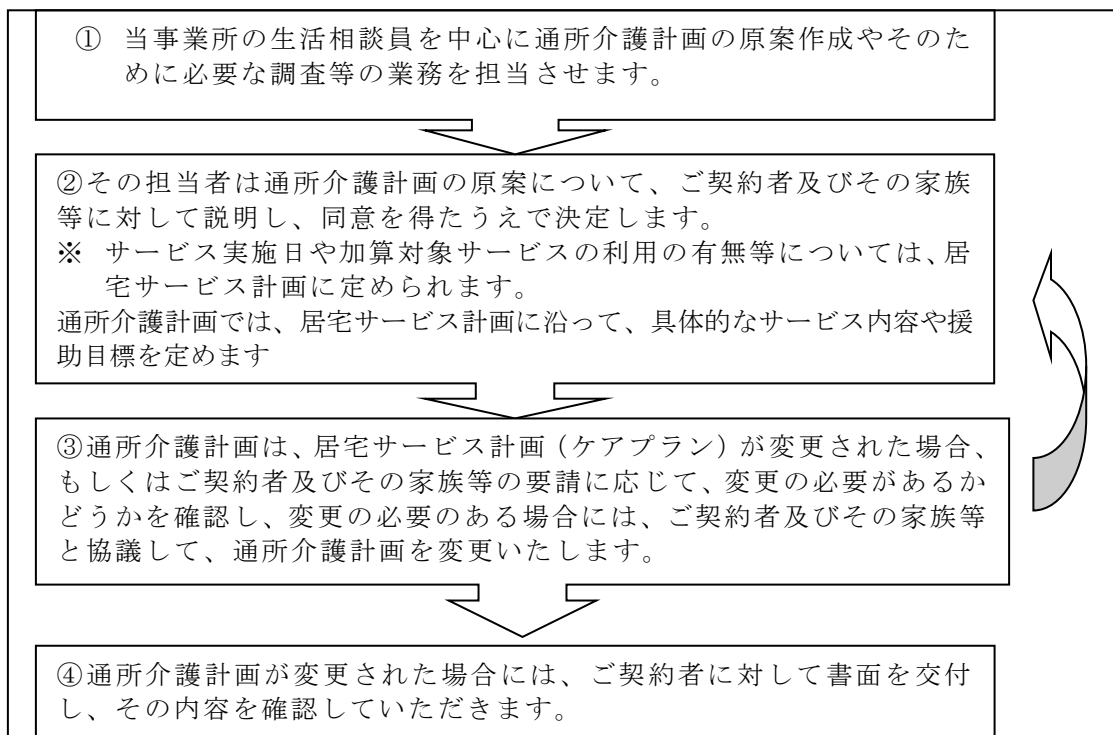 ① 当事業所の生活相談員を中心に通所介護計画の原案作成やそのた
めに必要な調査等の業務を担当させます。
②その担当者は通所介護計画の原案について、ご契約者及びその家族
等に対して説明し、同意を得たうえで決定します。
※ サービス実施日や加算対象サービスの利用の有無等については、居
宅サービス計画に定められます。
通所介護計画では、居宅サービス計画に沿って、具体的なサービス内容や援
助目標を定めます
③通所介護計画は、居宅サービス計画（ケアプラン）が変更された場合、
もしくはご契約者及びその家族等の要請に応じて、変更の必要があるか
どうかを確認し、変更の必要のある場合には、ご契約者及びその家族等
と協議して、通所介護計画を変更いたします。
④通所介護計画が変更された場合には、ご契約者に対して書面を交付
し、その内容を確認していただきます。